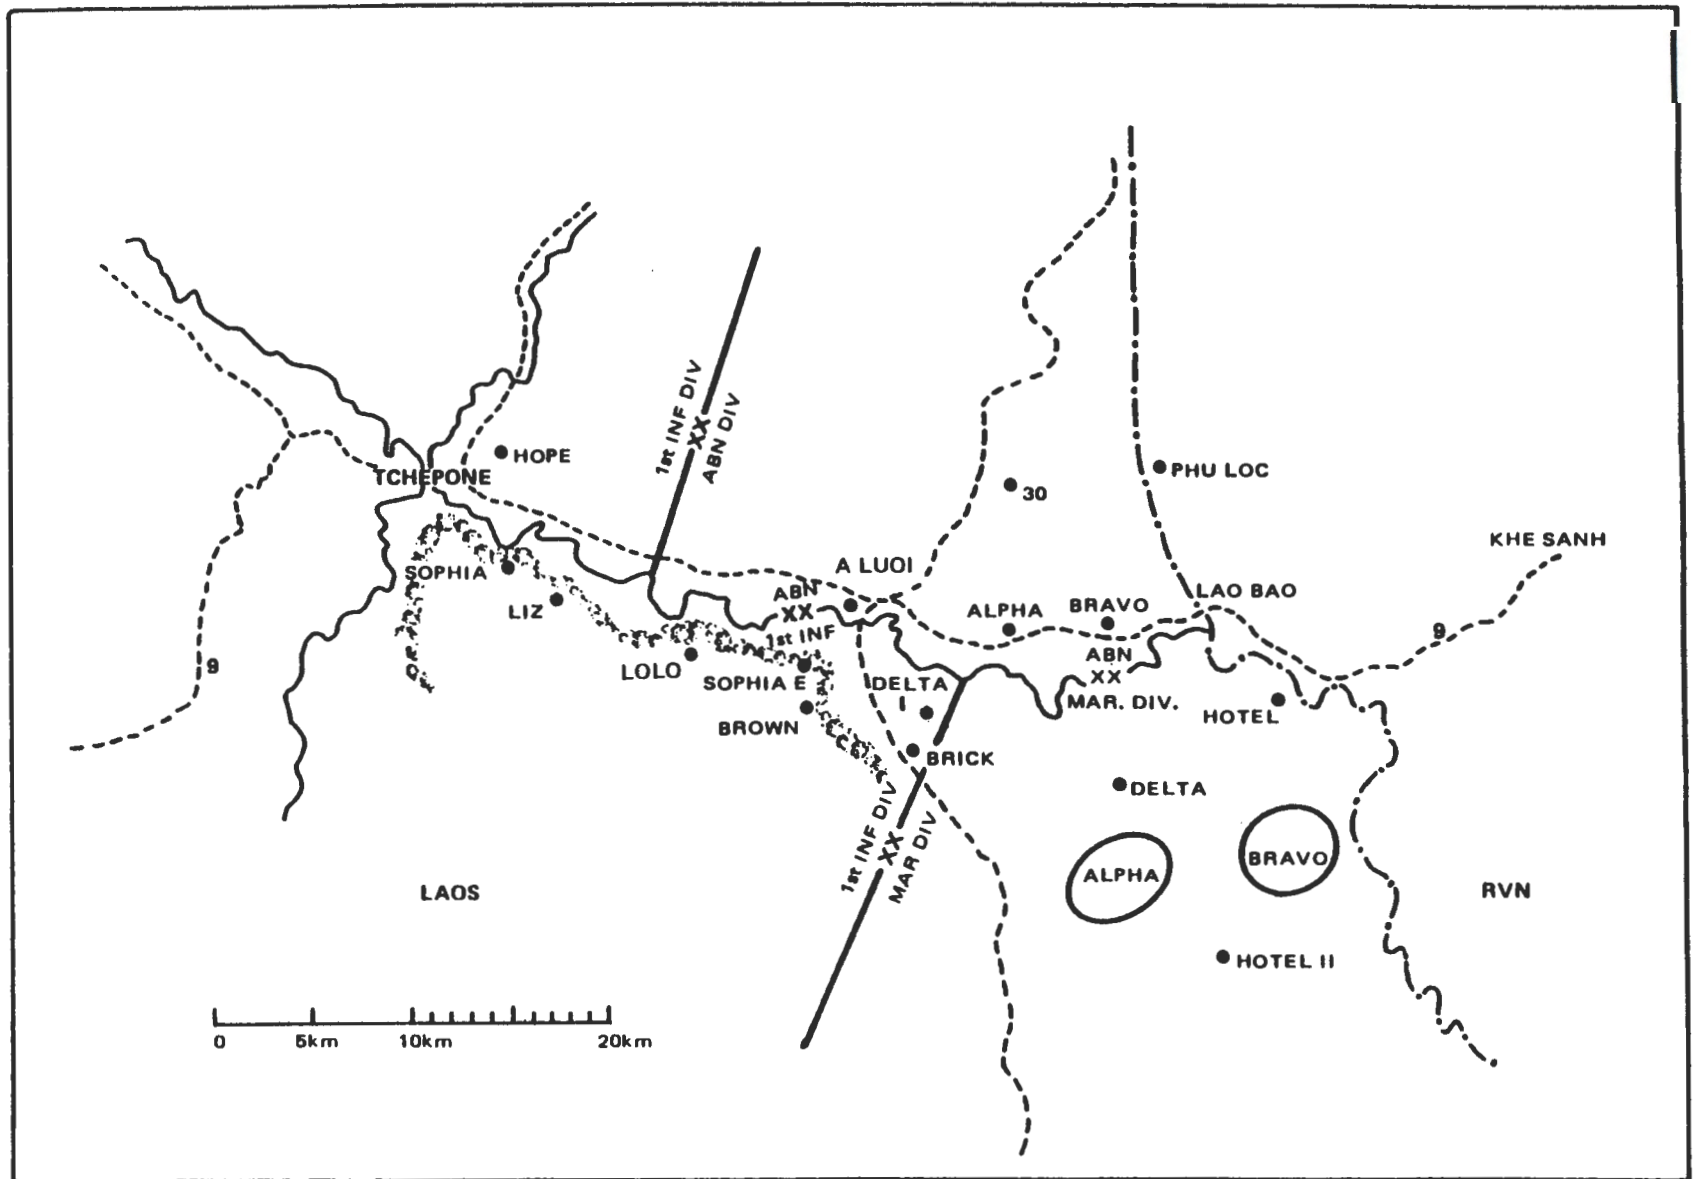 1st INF DIV
XX
ABN DIV
HOPE
TCHEPONE
30
PHU LOC
KHE SANH
A LUOI
SOPHIA
LIZ
ABN
XX
1st INF
ALPHA
BRAVO
LAO BAO
9
9
LOLO
SOPHIA E
DELTA
I
ABN
XX
MAR. DIV.
HOTEL
BROWN
BRICK
DELTA
1st INF DIV
XX
MAR DIV
ALPHA
BRAVO
LAOS
RVN
HOTEL II
0 5km 10km 20km